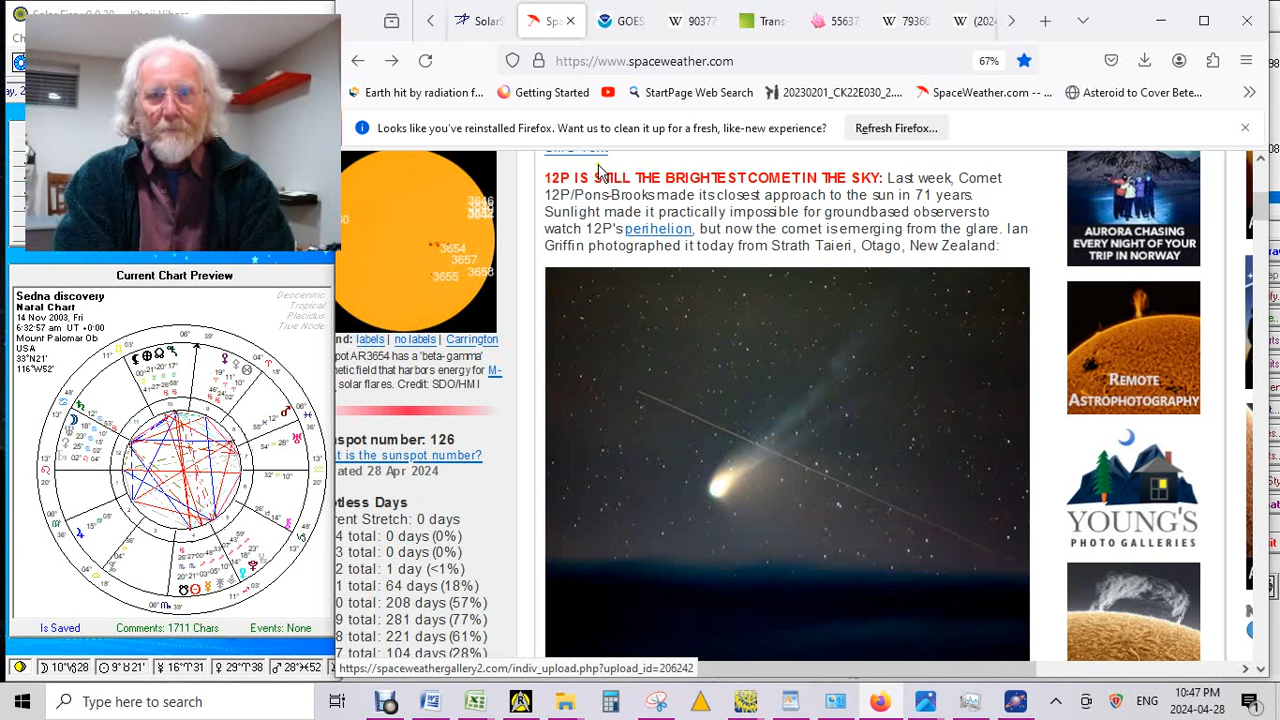 SolarS
Spa
GOES
90377
Trans-
55637
79360
(2024
https://www.spaceweather.com
67%
Earth hit by radiation f...
Getting Started
StartPage Web Search
20230201_CK22E030_2....
SpaceWeather.com -- ...
Asteroid to Cover Bete...
Looks like you've reinstalled Firefox. Want us to clean it up for a fresh, like-new experience?
Refresh Firefox...
12P IS STILL THE BRIGHTEST COMET IN THE SKY: Last week, Comet
12P/Pons-Brooks made its closest approach to the sun in 71 years.
Sunlight made it practically impossible for groundbased observers to
watch 12P's perihelion, but now the comet is emerging from the glare. Ian
Griffin photographed it today from Strath Taieri, Otago, New Zealand:
3654
3657
3655
AURORA CHASING
EVERY NIGHT OF YOUR
TRIP IN NORWAY
REMOTE
ASTROPHOTOGRAPHY
YOUNG'S
PHOTO GALLERIES
nd: labels | no labels | Carrington
pot AR3654 has a 'beta-gamma'
netic field that harbors energy for M-
solar flares. Credit: SDO/HMI
spot number: 126
t is the sunspot number?
ated 28 Apr 2024
tless Days
rent Stretch: 0 days
4 total: 0 days (0%)
3 total: 0 days (0%)
2 total: 1 day (<1%)
1 total: 64 days (18%)
0 total: 208 days (57%)
9 total: 281 days (77%)
8 total: 221 days (61%)
7 total: 104 days (28%)
Current Chart Preview
Sedna discovery
Natal Chart
14 Nov 2003, Fri
6:32:57 am UT +0:00
Mount Palomar Ob
USA
33°N21'
116°W52'
Geocentric
Tropical
Placidus
True Node
Is Saved
Comments: 1711 Chars
Events: None
https://spaceweathergallery2.com/indiv_upload.php?upload_id=206242
Type here to search
ENG
10:47 PM
2024-04-28